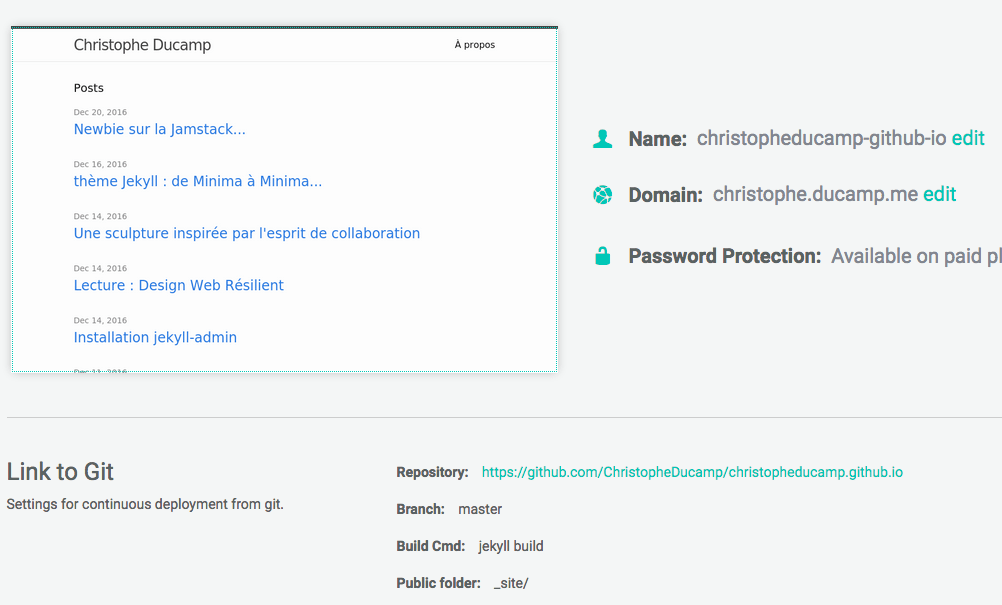 Christophe Ducamp
À propos
Posts
Dec 20, 2016
Newbie sur la Jamstack...
Dec 16, 2016
thème Jekyll : de Minima à Minima...
Dec 14, 2016
Une sculpture inspirée par l'esprit de collaboration
Dec 14, 2016
Lecture : Design Web Résilient
Dec 14, 2016
Installation jekyll-admin
Dec 11, 2016
Name: christopheducamp-github-io edit
Domain: christophe.ducamp.me edit
Password Protection: Available on paid pl
Link to Git
Settings for continuous deployment from git.
Repository: https://github.com/ChristopheDucamp/christopheducamp.github.io
Branch: master
Build Cmd: jekyll build
Public folder: _site/